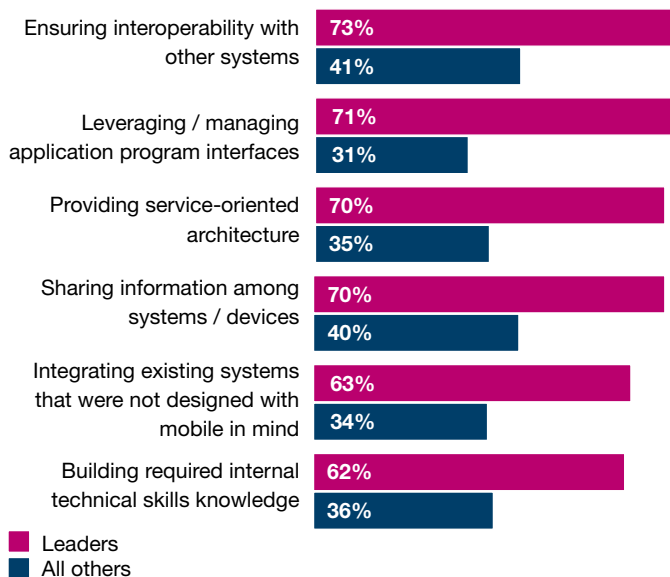 Ensuring interoperability with
other systems
73%
41%
Leveraging / managing
application program interfaces
71%
31%
Providing service-oriented
architecture
70%
35%
Sharing information among
systems / devices
70%
40%
Integrating existing systems
that were not designed with
mobile in mind
63%
34%
Building required internal
technical skills knowledge
62%
36%
Leaders
All others